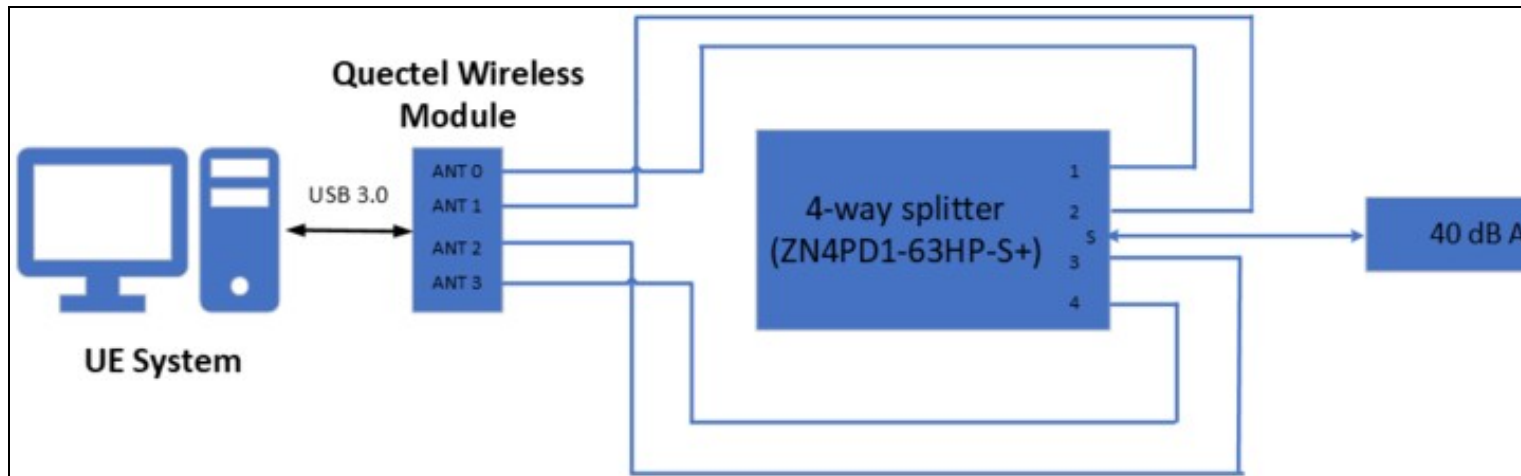 Quectel Wireless
Module
USB 3.0
ANT 0
ANT 1
ANT 2
ANT 3
UE System
4-way splitter
(ZN4PD1-63HP-S+)
1
2
S
3
4
40 dB A